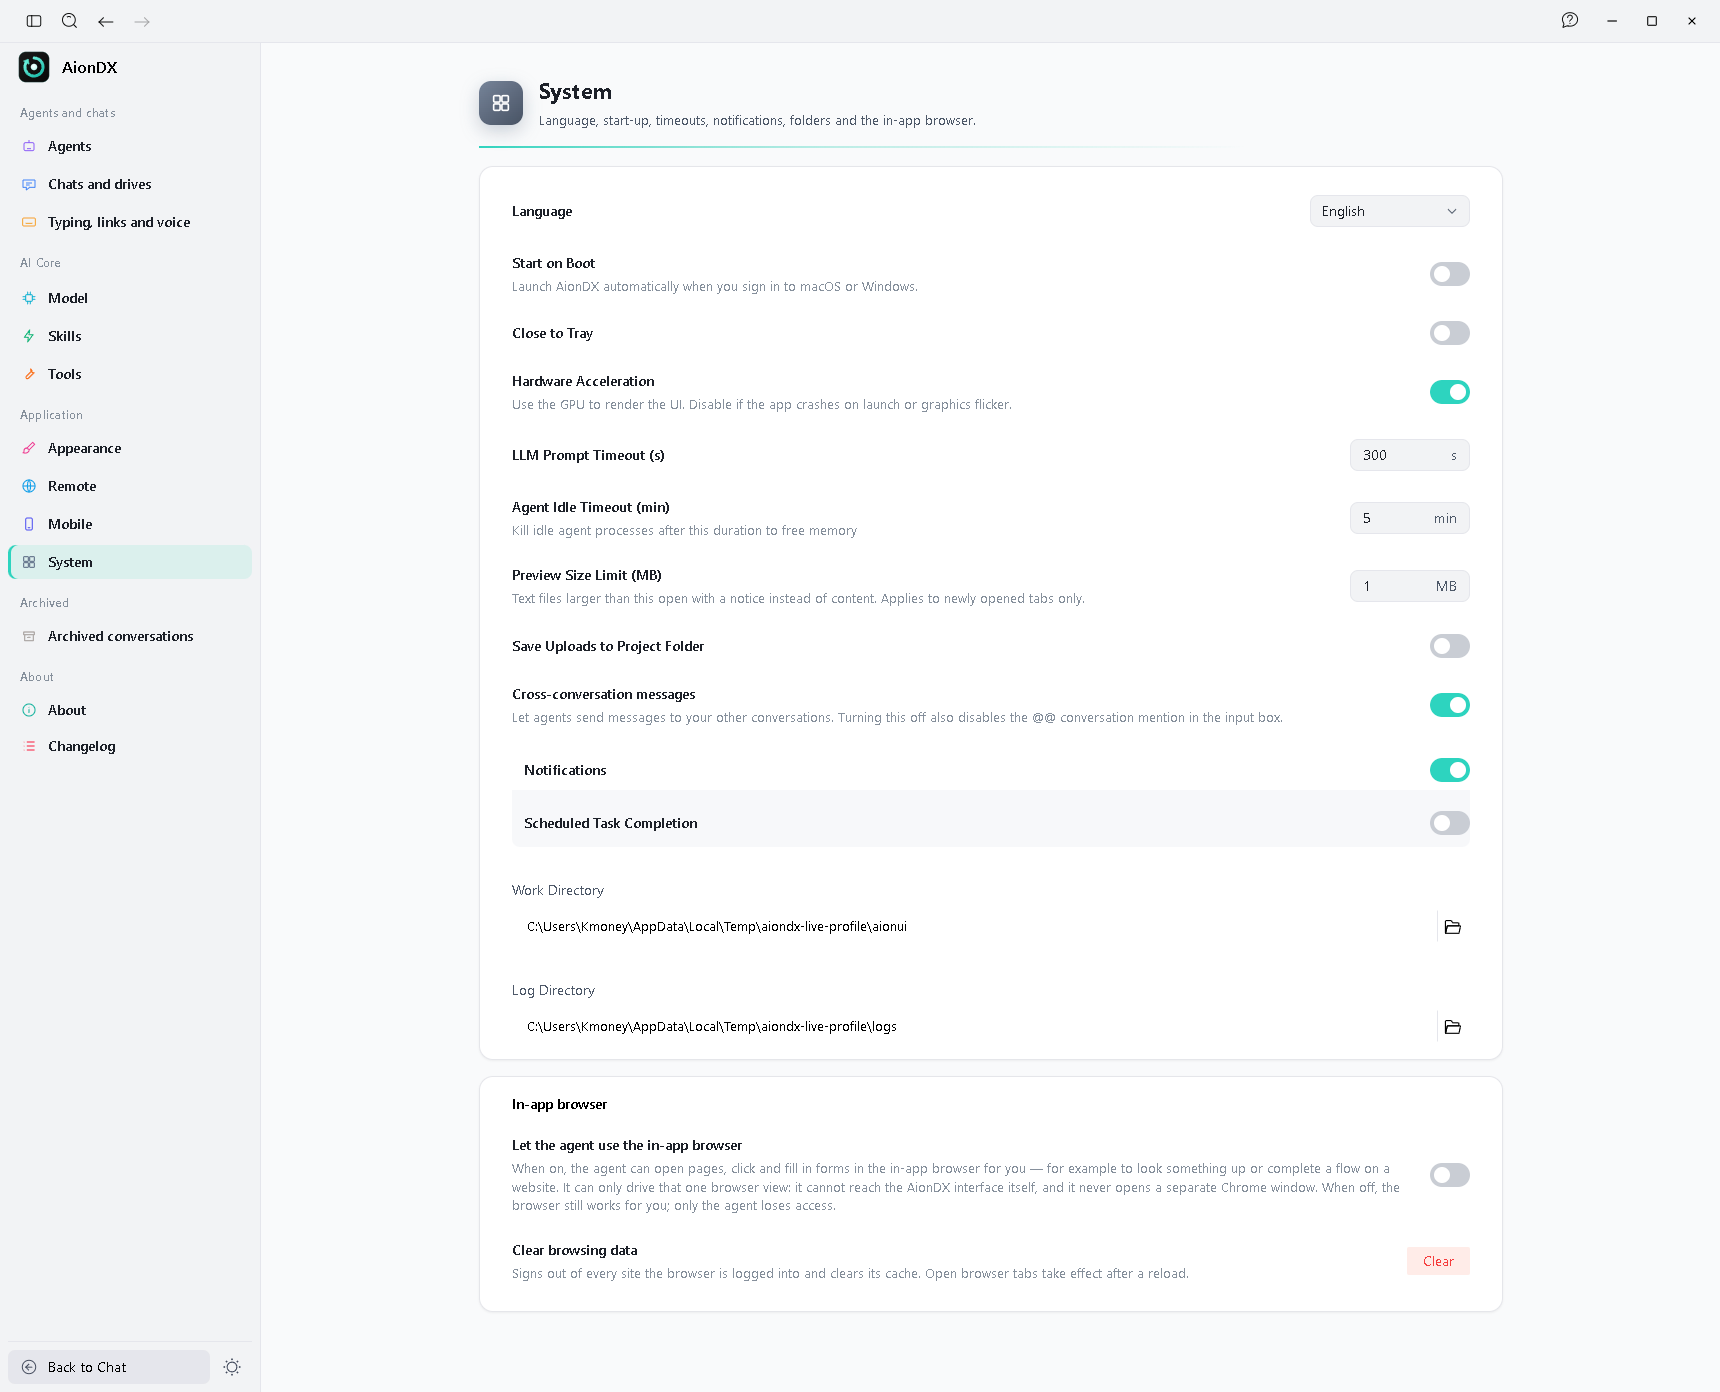 AionDX
Agents and chats
Agents
Chats and drives
Typing, links and voice
AI Core
Model
Skills
Tools
Application
Appearance
Remote
Mobile
System
Archived
Archived conversations
About
About
Changelog
Back to Chat
System
Language, start-up, timeouts, notifications, folders and the in-app browser.
Language
English
Start on Boot
Launch AionDX automatically when you sign in to macOS or Windows.
Close to Tray
Hardware Acceleration
Use the GPU to render the UI. Disable if the app crashes on launch or graphics flicker.
LLM Prompt Timeout (s)
300 s
Agent Idle Timeout (min)
Kill idle agent processes after this duration to free memory
5 min
Preview Size Limit (MB)
Text files larger than this open with a notice instead of content. Applies to newly opened tabs only.
1 MB
Save Uploads to Project Folder
Cross-conversation messages
Let agents send messages to your other conversations. Turning this off also disables the @@ conversation mention in the input box.
Notifications
Scheduled Task Completion
Work Directory
C:\Users\Kmoney\AppData\Local\Temp\aiondx-live-profile\aionui
Log Directory
C:\Users\Kmoney\AppData\Local\Temp\aiondx-live-profile\logs
In-app browser
Let the agent use the in-app browser
When on, the agent can open pages, click and fill in forms in the in-app browser for you — for example to look something up or complete a flow on a
website. It can only drive that one browser view: it cannot reach the AionDX interface itself, and it never opens a separate Chrome window. When off, the
browser still works for you; only the agent loses access.
Clear browsing data
Signs out of every site the browser is logged into and clears its cache. Open browser tabs take effect after a reload.
Clear